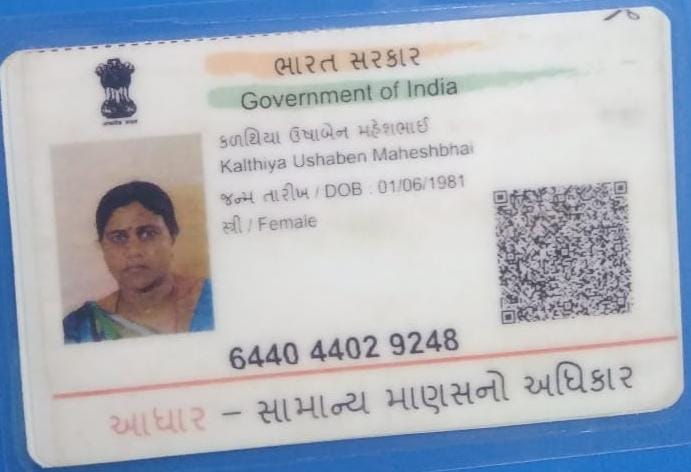 ભારત સરકાર
Government of India
કળથિયા ઉષાબેન મહેશભાઈ
Kalthiya Ushaben Maheshbhai
જન્મ તારીખ / DOB : 01/06/1981
સ્ત્રી / Female
6440 4402 9248
આધાર – સામાન્ય માણસનો અધિકાર